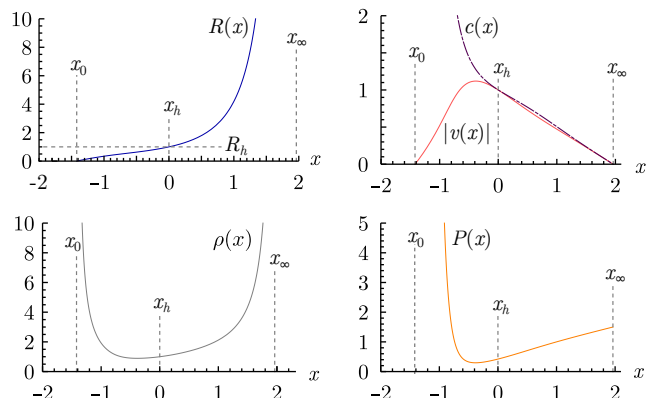 10
8
6
4
2
0
R(x)
x_0
x_h
x_∞
R_h
−2 −1 0 1 2 x
2
1
0
c(x)
x_0
x_h
x_∞
|v(x)|
−2 −1 0 1 2 x
10
8
6
4
2
0
ρ(x)
x_0
x_∞
x_h
−2 −1 0 1 2 x
5
4
3
2
1
0
P(x)
x_0
x_∞
x_h
−2 −1 0 1 2 x